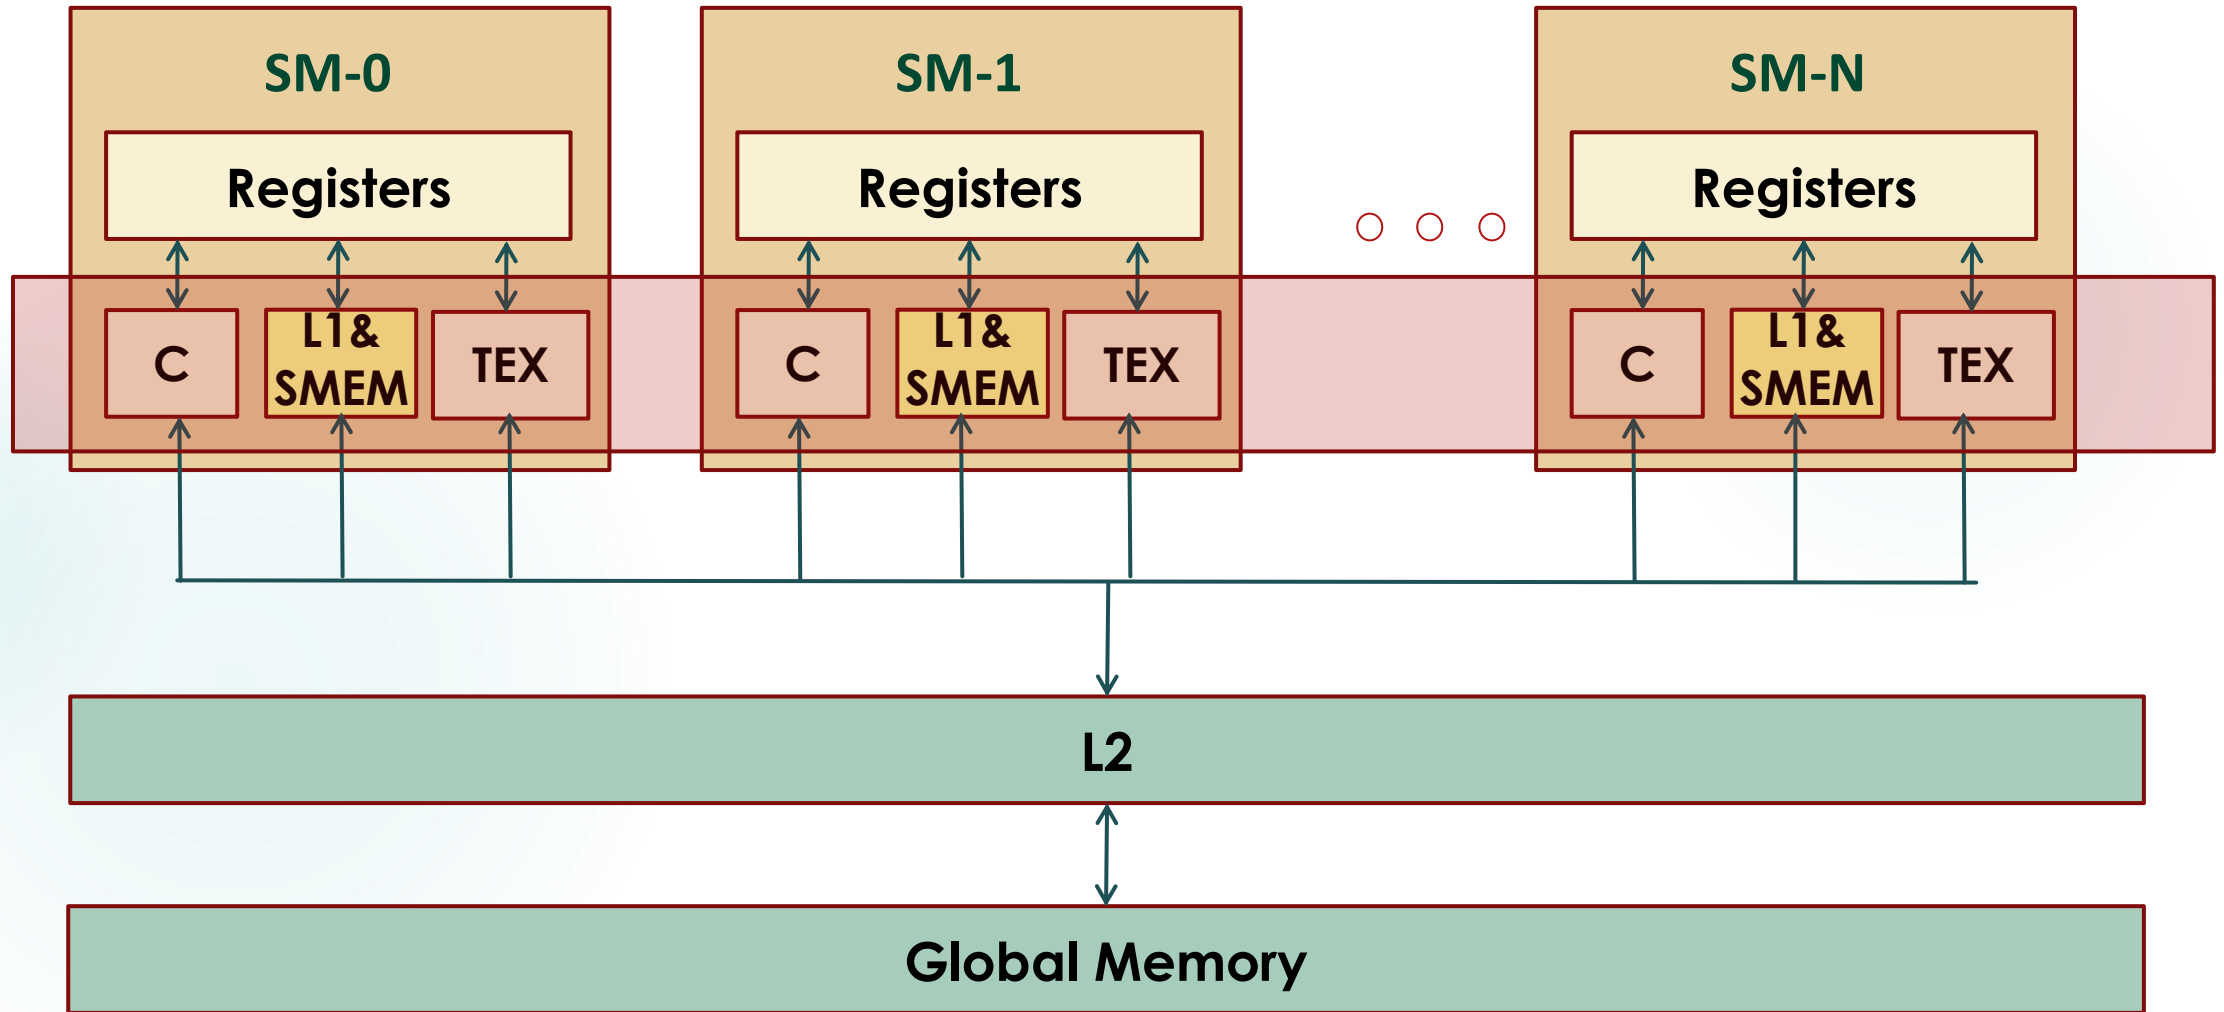 SM-0
Registers
C
L1&
SMEM
TEX
SM-1
Registers
C
L1&
SMEM
TEX
SM-N
Registers
C
L1&
SMEM
TEX
L2
Global Memory